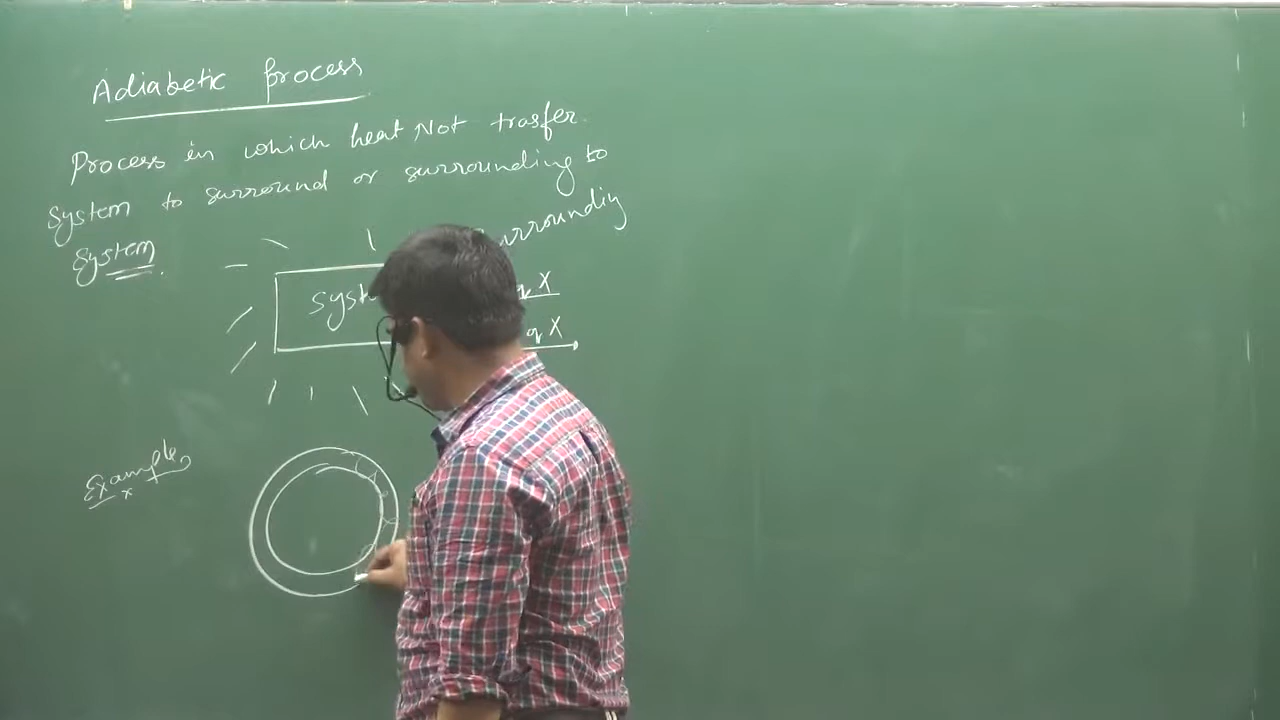 Adiabetic process
Process in which heat Not trasfer
System to surround or surrounding to
System.
urroundiy
syst
q X
q X
Example